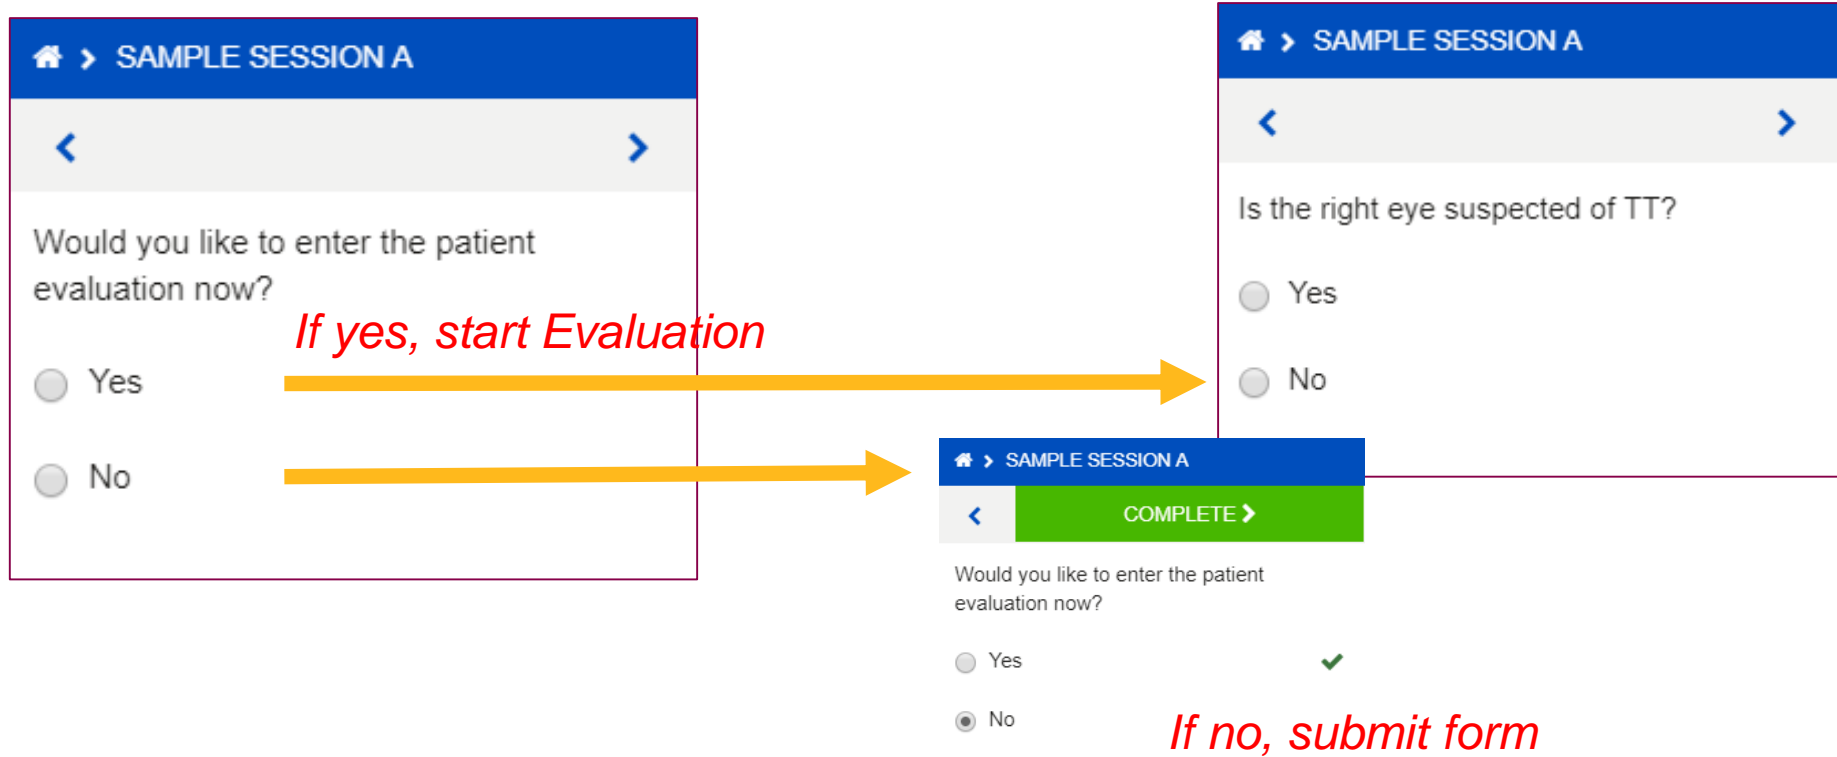 SAMPLE SESSION A
Would you like to enter the patient
evaluation now?
If yes, start Evaluation
Yes
No
SAMPLE SESSION A
Is the right eye suspected of TT?
Yes
No
SAMPLE SESSION A
COMPLETE
Would you like to enter the patient
evaluation now?
Yes
No
If no, submit form